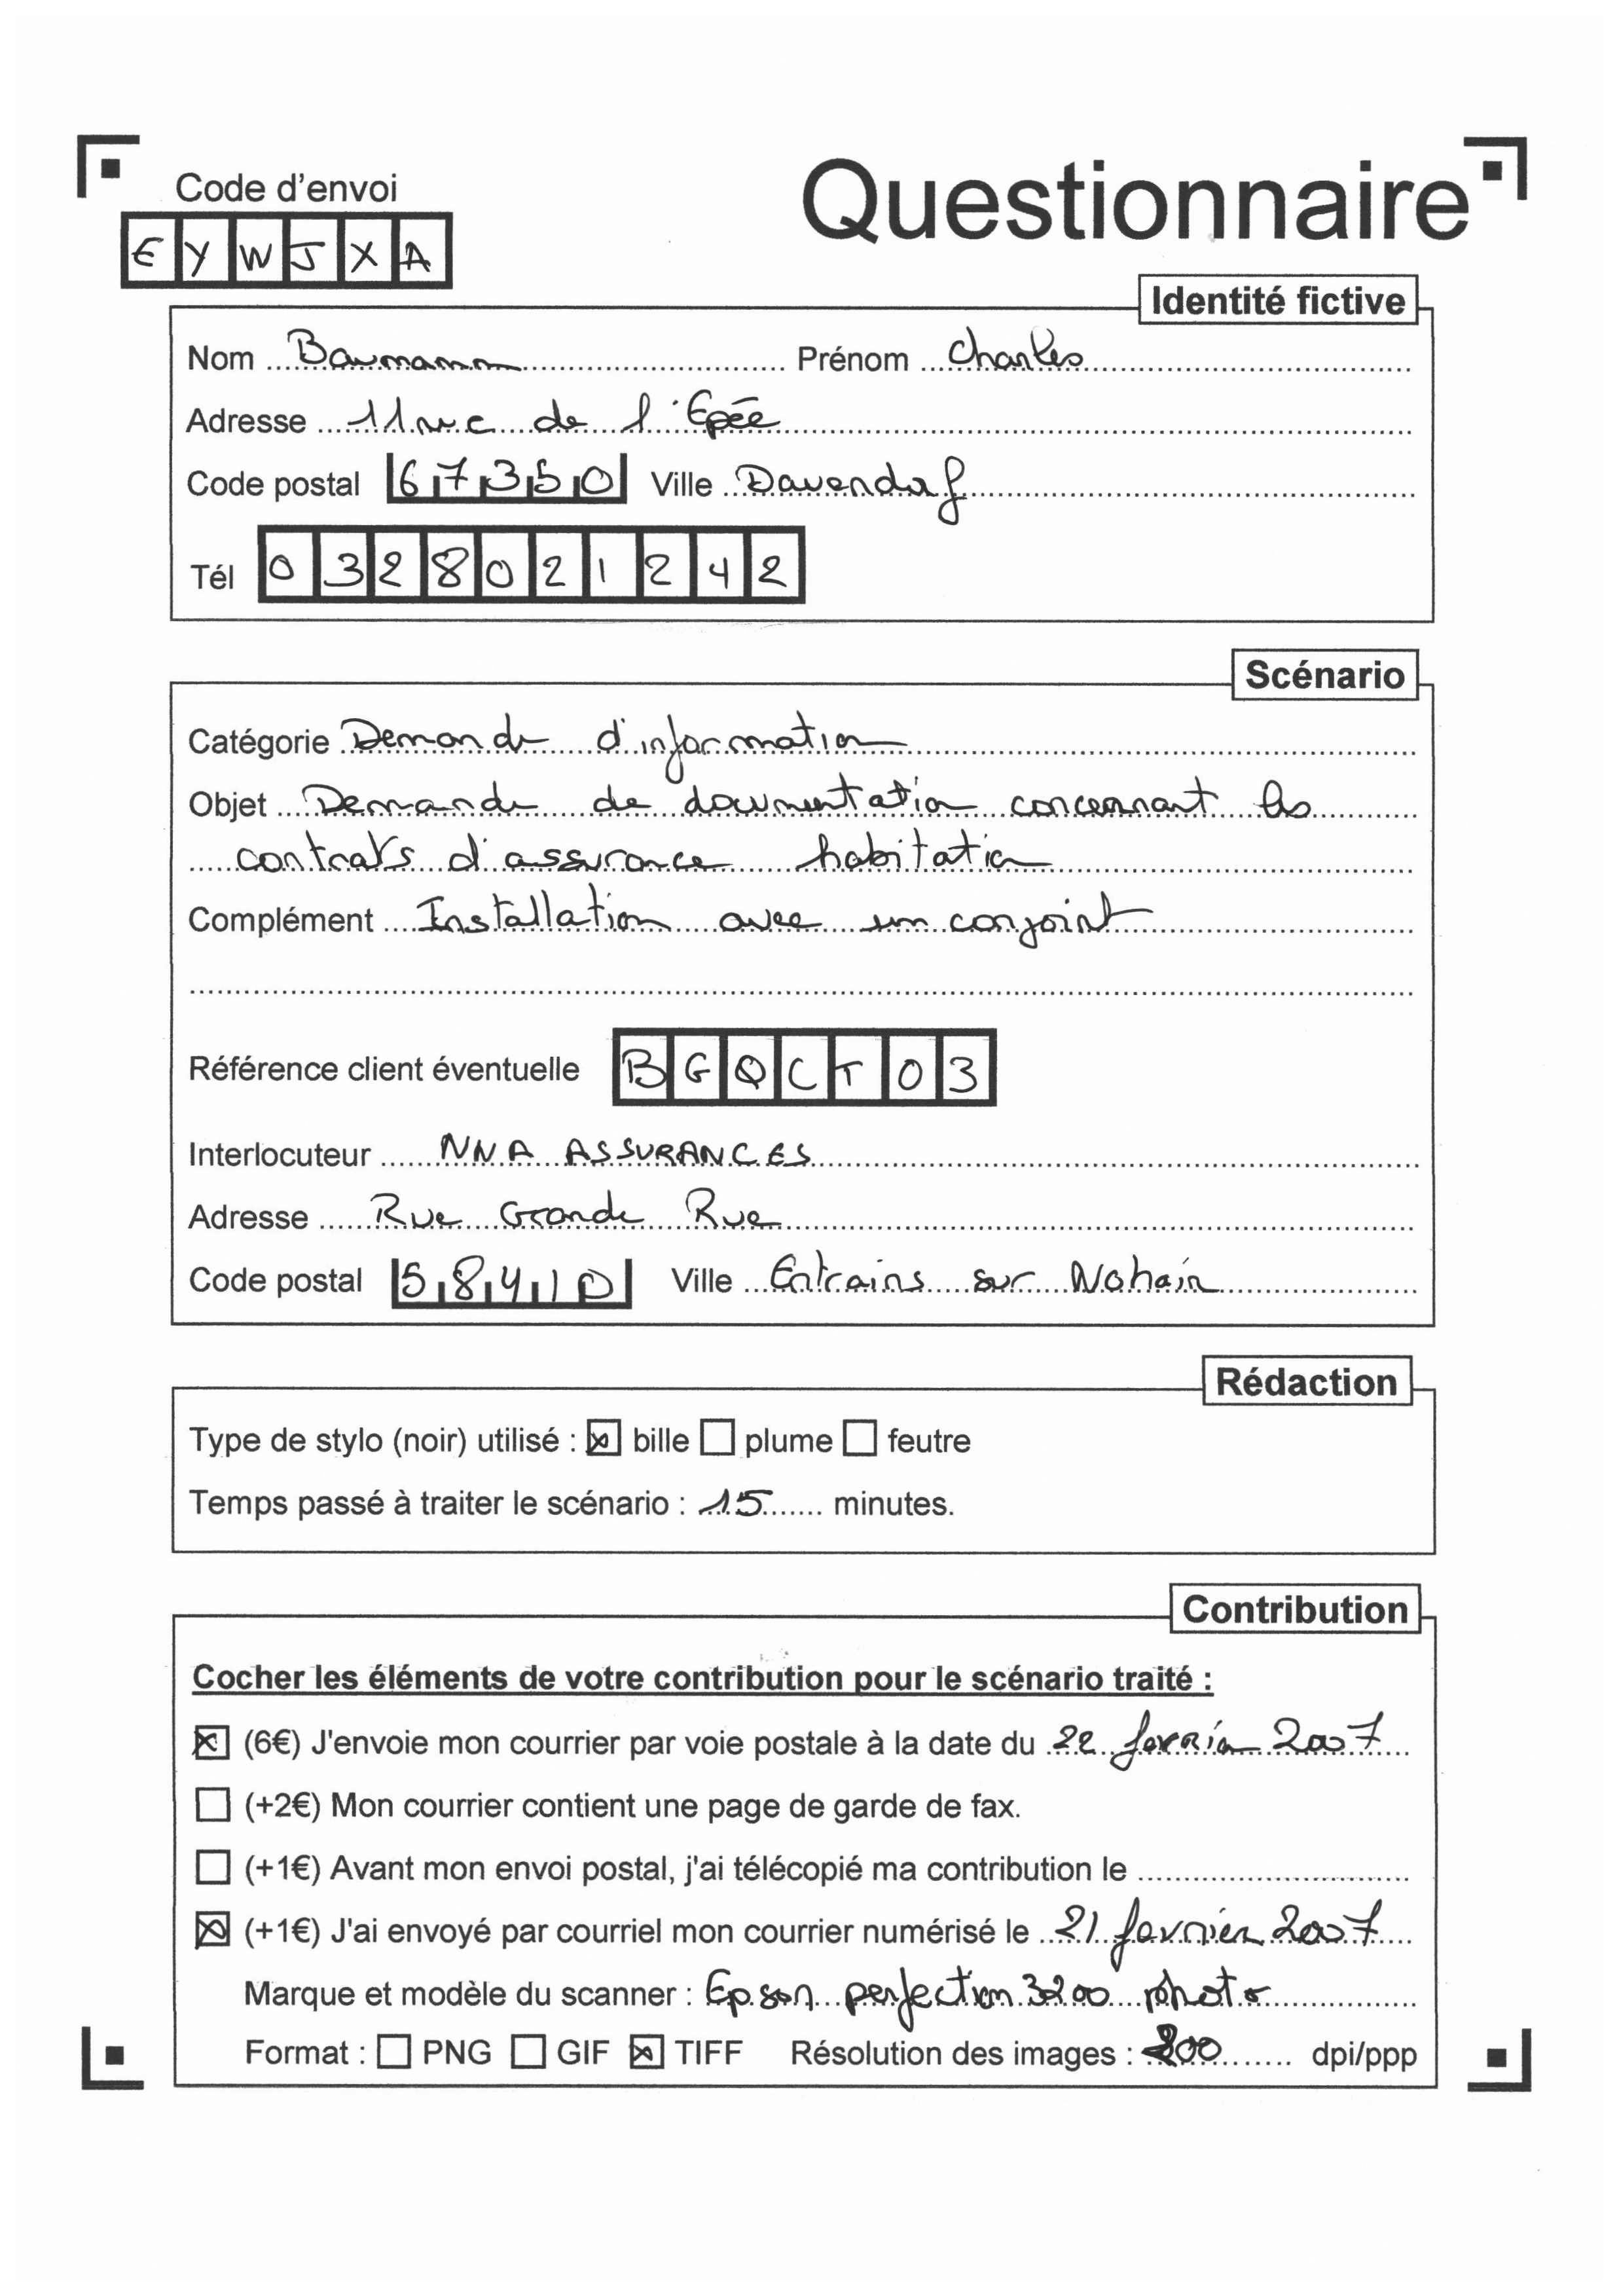 Code d'envoi
EYWJXA
Questionnaire
Identité fictive
Nom Baumann Prénom Charles
Adresse 11 rue de l'Epée
Code postal 67350 Ville Davendorf
Tél 0328021242
Scénario
Catégorie Demande d'information
Objet Demande de documentation concernant les
contrats d'assurance habitation
Complément Installation avec un conjoint
Référence client éventuelle BGQCT03
Interlocuteur NNA ASSURANCES
Adresse Rue Grande Rue
Code postal 58410 Ville Entrains sur Nohain
Rédaction
Type de stylo (noir) utilisé : ☒ bille ☐ plume ☐ feutre
Temps passé à traiter le scénario : 15 minutes.
Contribution
Cocher les éléments de votre contribution pour le scénario traité :
☒ (6€) J'envoie mon courrier par voie postale à la date du 22 fevrier 2007
☐ (+2€) Mon courrier contient une page de garde de fax.
☐ (+1€) Avant mon envoi postal, j'ai télécopié ma contribution le
☒ (+1€) J'ai envoyé par courriel mon courrier numérisé le 21 fevrier 2007
Marque et modèle du scanner : Epson perfection 3200 photo
Format : ☐ PNG ☐ GIF ☒ TIFF Résolution des images : 200 dpi/ppp